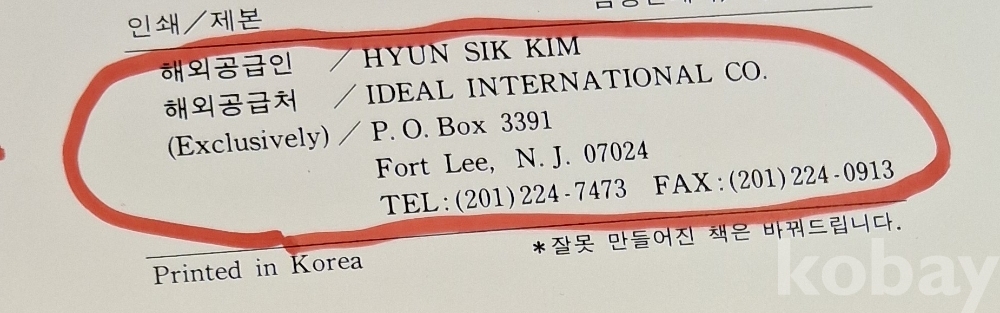 인쇄／제본
해외공급인 ／HYUN SIK KIM
해외공급처 ／IDEAL INTERNATIONAL CO.
(Exclusively)／P. O. Box 3391
Fort Lee, N. J. 07024
TEL:(201)224-7473 FAX:(201)224-0913
*잘못 만들어진 책은 바꿔드립니다.
Printed in Korea
kobay